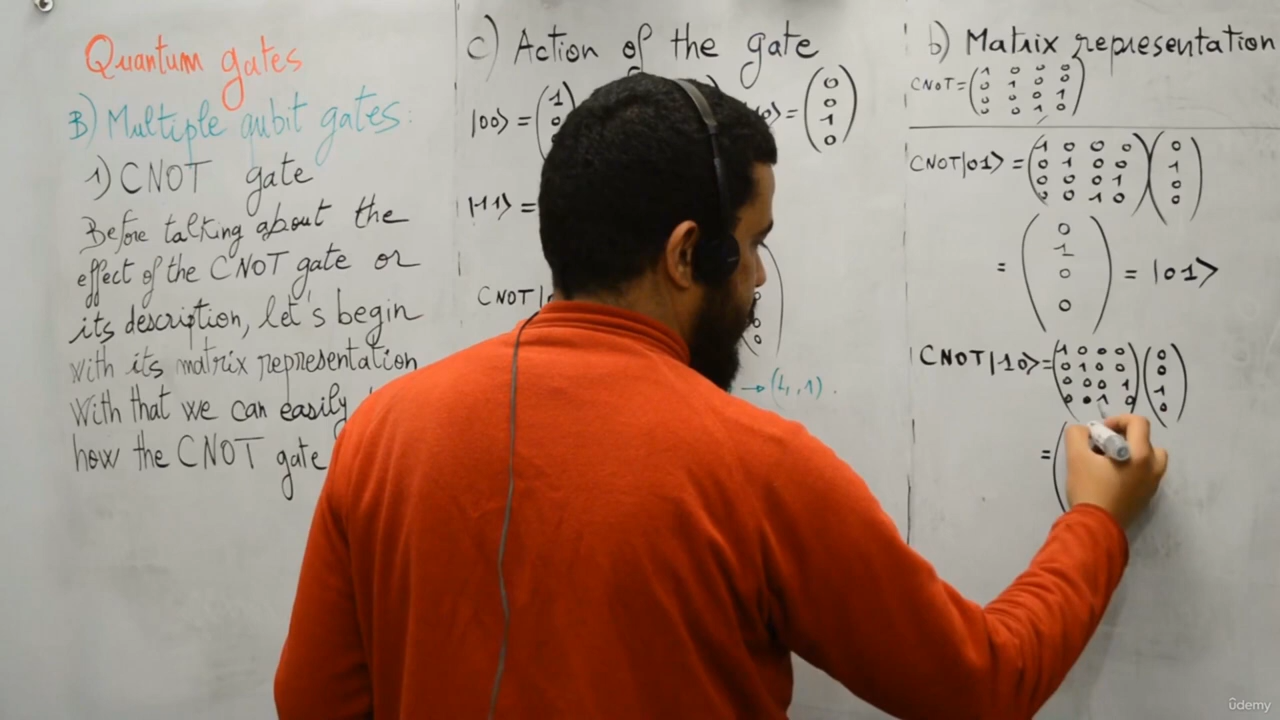 Quantum gates
B) Multiple qubit gates:
1) CNOT gate
Before talking about the
effect of the CNOT gate or
its description, let's begin
with its matrix representation
With that we can easily
how the CNOT gate
c) Action of the gate
|00> = (1 0
0> = (0 0 1 0)
|11> =
CNOT|
→ (1, 1).
b) Matrix representation
CNOT = (1 0 0 0
0 1 0 0
0 0 0 1
0 0 1 0)
CNOT|01> = (1 0 0 0) (0
0 1 0 0 1
0 0 0 1 0
0 0 1 0) 0)
= (0
1
0
0) = |01>
CNOT|10> = (1 0 0 0) (0
0 1 0 0 0
0 0 0 1 1
0 0 1 0) 0)
= (
ûdemy